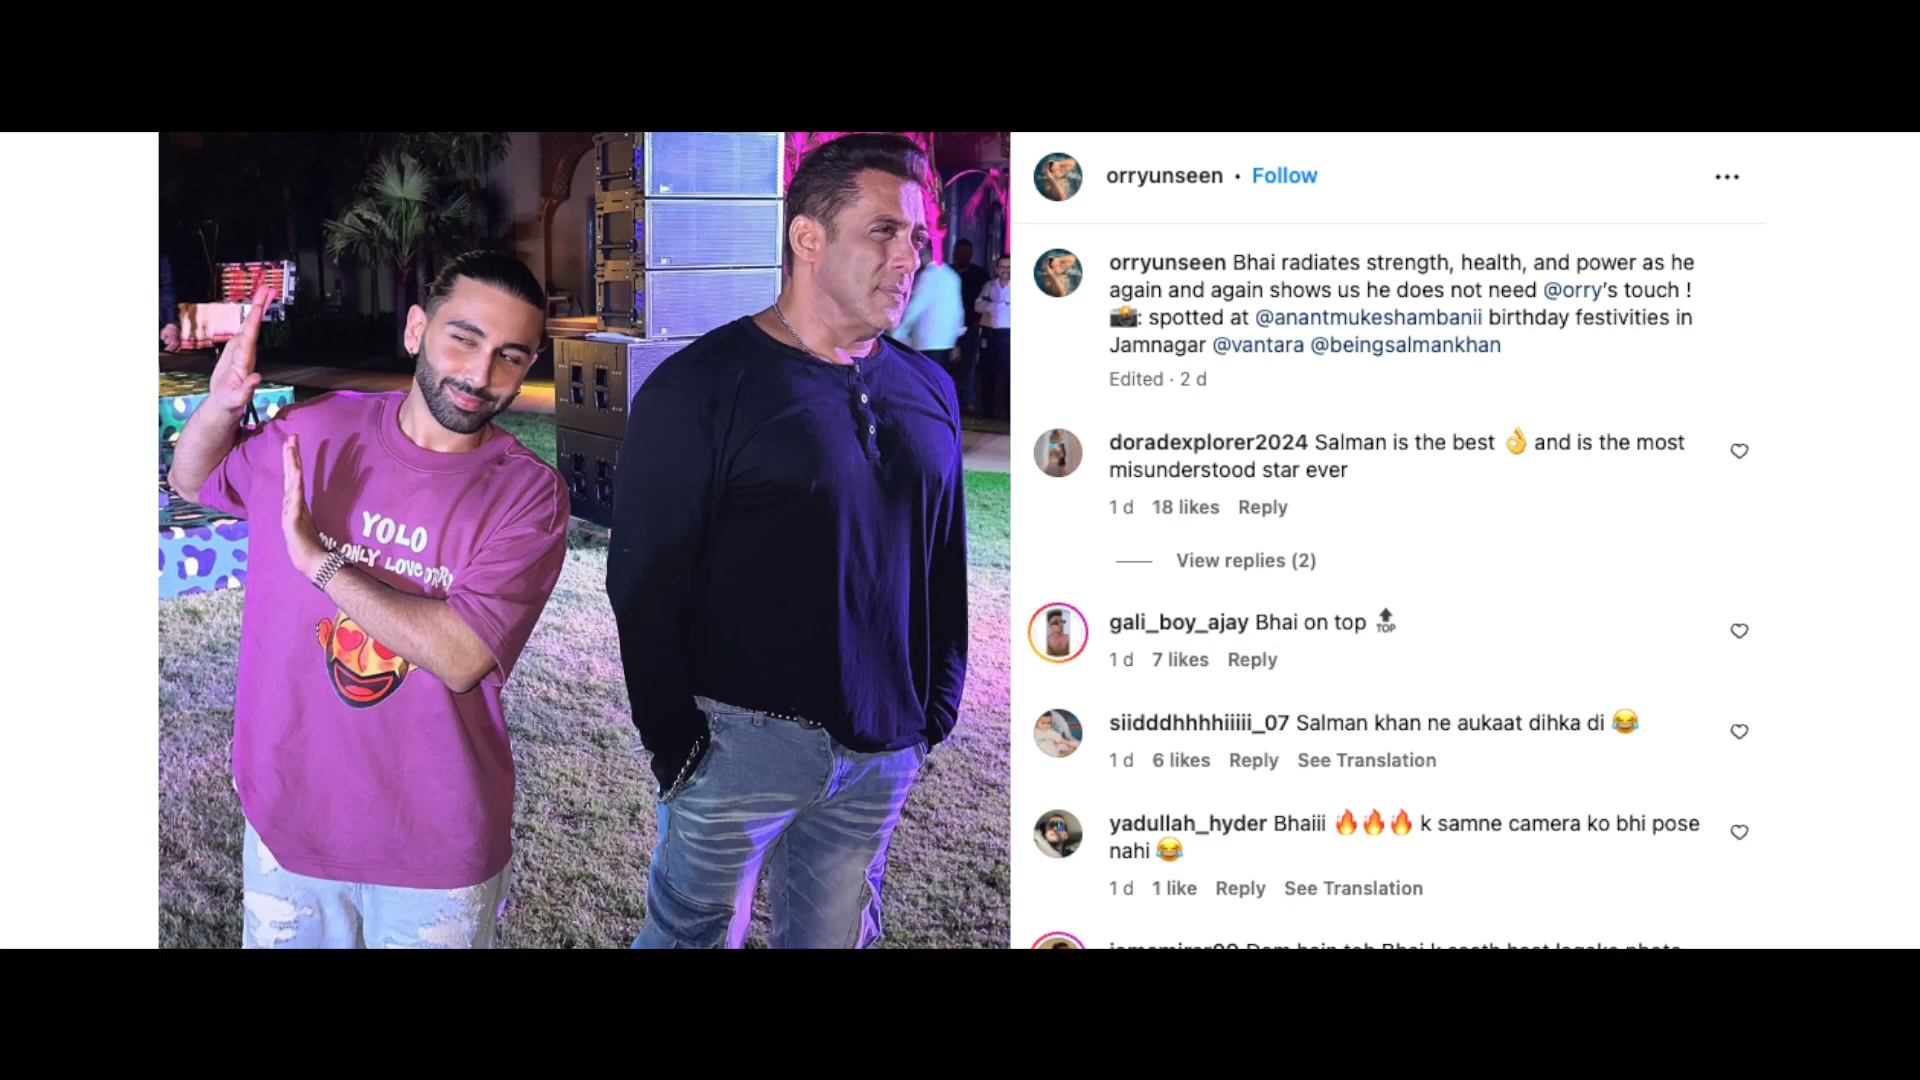 YOLO
ONLY LOVE ORRY
orryunseen • Follow
orryunseen Bhai radiates strength, health, and power as he
again and again shows us he does not need @orry's touch !
📸: spotted at @anantmukeshambanii birthday festivities in
Jamnagar @vantara @beingsalmankhan
Edited · 2 d
doradexplorer2024 Salman is the best 👌 and is the most
misunderstood star ever
1 d 18 likes Reply
View replies (2)
gali_boy_ajay Bhai on top 🔝
1 d 7 likes Reply
siidddhhhhiiiii_07 Salman khan ne aukaat dihka di 😂
1 d 6 likes Reply See Translation
yadullah_hyder Bhaiii 🔥🔥🔥 k samne camera ko bhi pose
nahi 😂
1 d 1 like Reply See Translation